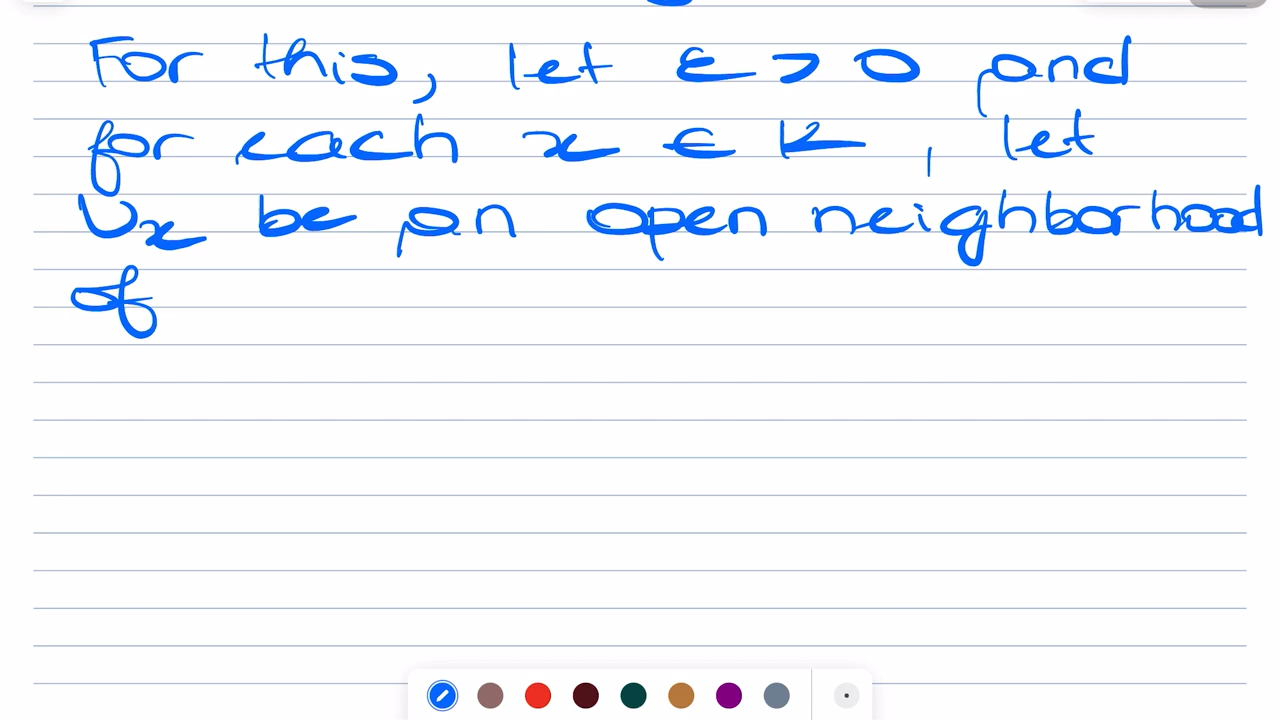 For this, let ε > 0 and
for each x ∈ K, let
Ux be an open neighborhood
of